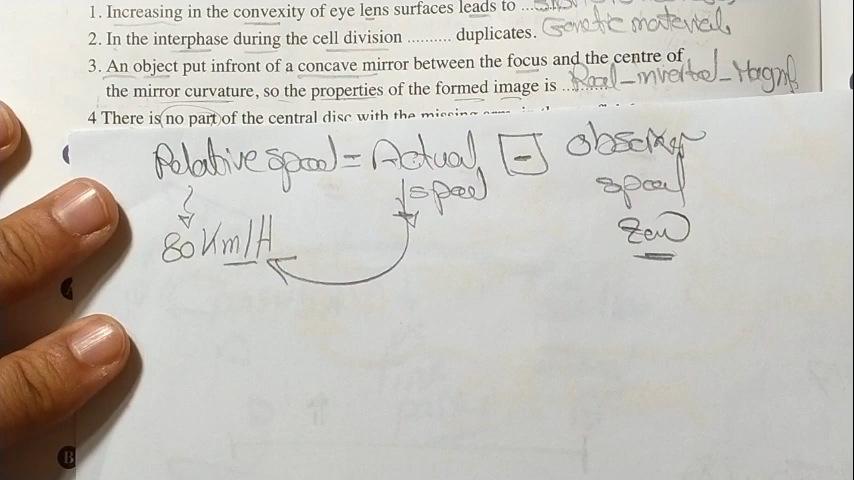 1. Increasing in the convexity of eye lens surfaces leads to ...
2. In the interphase during the cell division .......... duplicates. Genetic material
3. An object put infront of a concave mirror between the focus and the centre of
the mirror curvature, so the properties of the formed image is .......... Real_inverted_Magnf
4 There is no part of the central disc with the missing
Relative speed = Actual - observer
speed speed
80 Km/H Zero
B